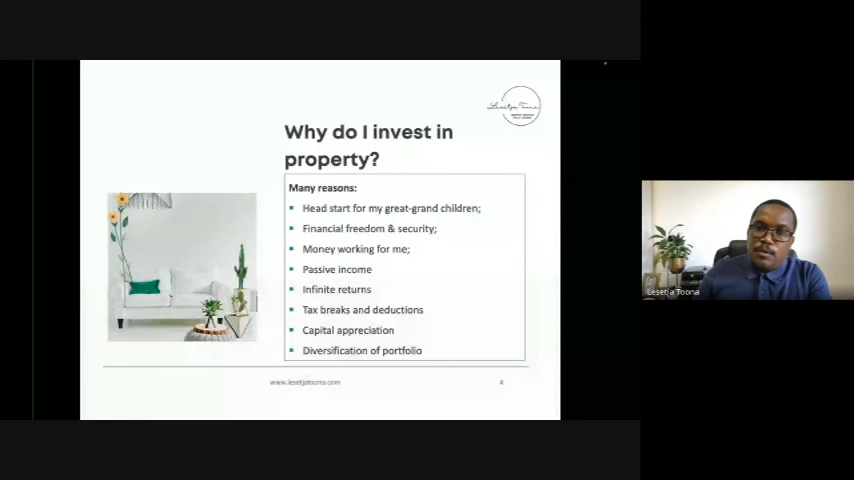 Lesetja Toona
Why do I invest in
property?
Many reasons:
Head start for my great-grand children;
Financial freedom & security;
Money working for me;
Passive income
Infinite returns
Tax breaks and deductions
Capital appreciation
Diversification of portfolio
www.lesetjatoona.com
4
Lesetja Toona